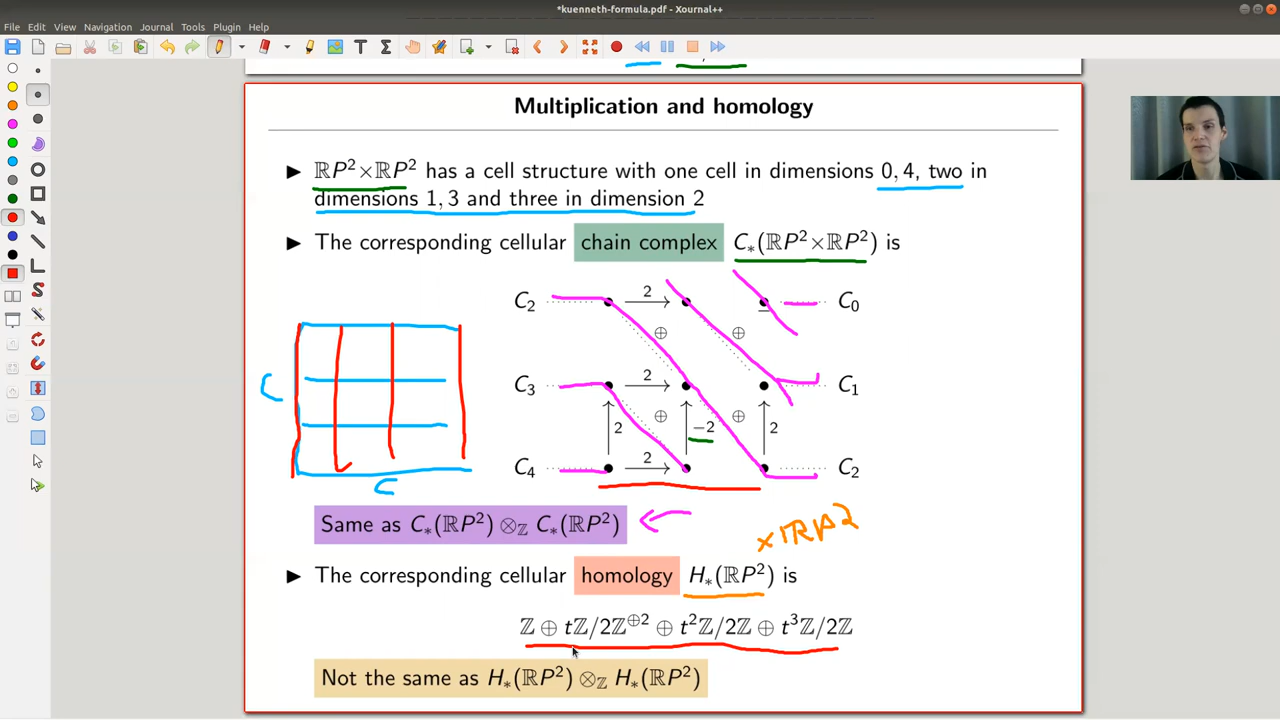 *kuenneth-formula.pdf - Xournal++
File Edit View Navigation Journal Tools Plugin Help
Multiplication and homology
► ℝP²×ℝP² has a cell structure with one cell in dimensions 0, 4, two in
dimensions 1, 3 and three in dimension 2
► The corresponding cellular chain complex C∗(ℝP²×ℝP²) is
C₂ 2 C₀
⊕ ⊕
C₃ 2 C₁
2 ⊕ −2 ⊕ 2
C₄ 2 C₂
C
C
Same as C∗(ℝP²) ⊗ℤ C∗(ℝP²)
×ℝP2
► The corresponding cellular homology H∗(ℝP²) is
ℤ ⊕ tℤ/2ℤ^⊕2 ⊕ t²ℤ/2ℤ ⊕ t³ℤ/2ℤ
Not the same as H∗(ℝP²) ⊗ℤ H∗(ℝP²)